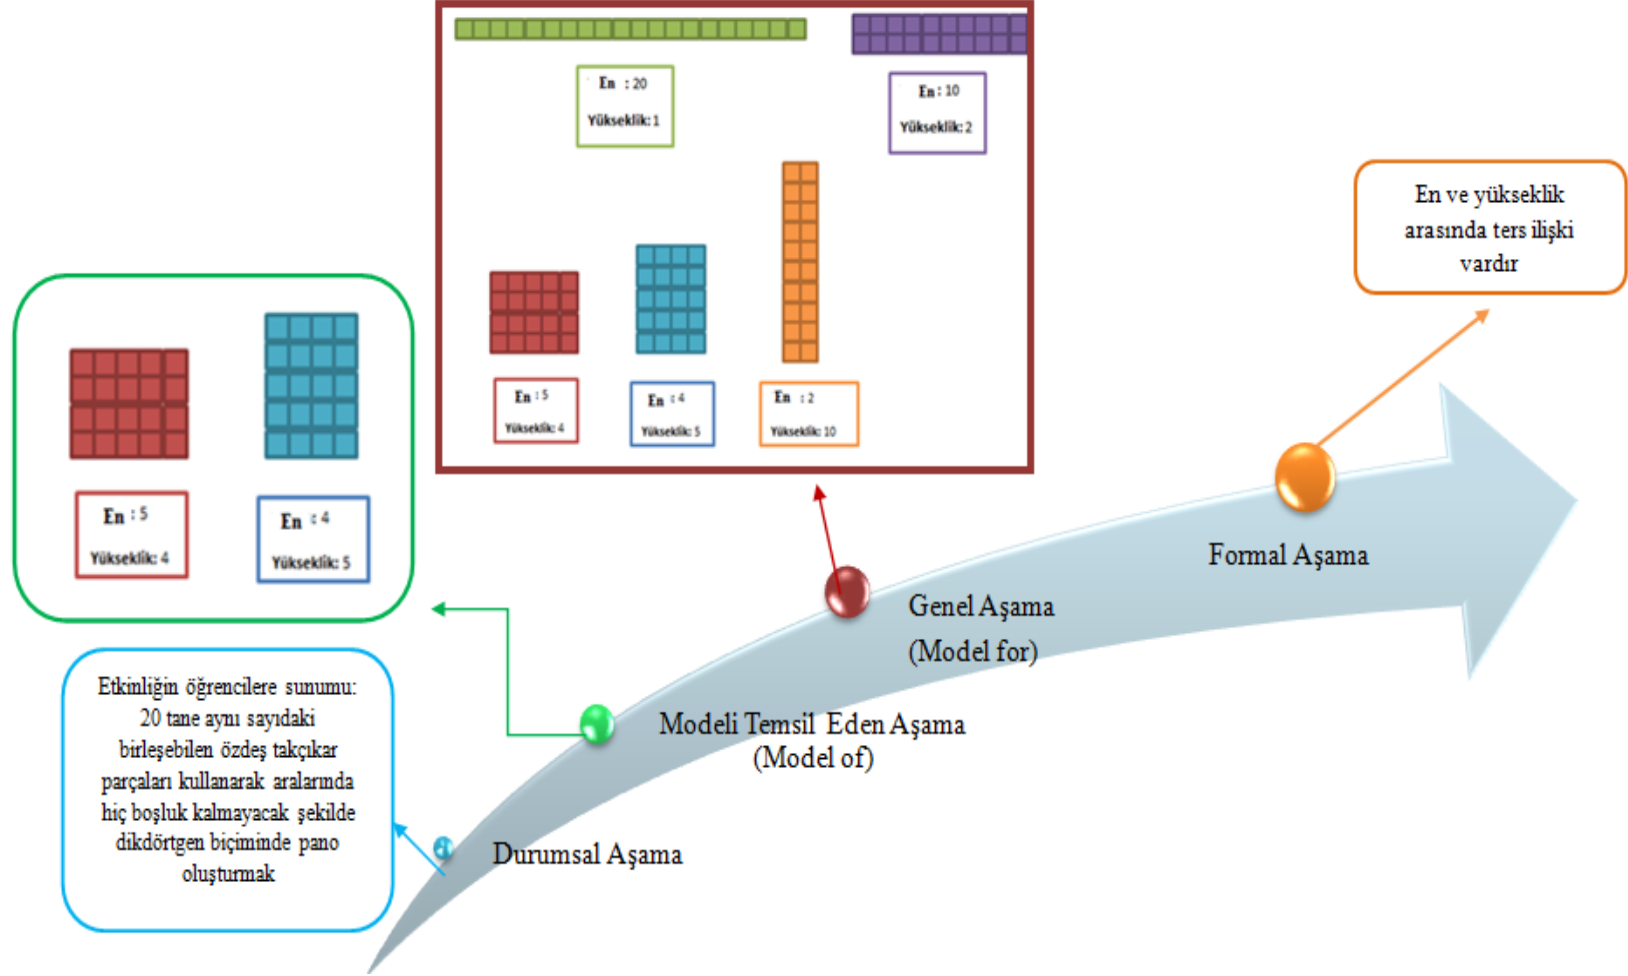 En : 20
Yükseklik: 1
En : 10
Yükseklik: 2
En : 5
Yükseklik: 4
En : 4
Yükseklik: 5
En : 2
Yükseklik: 10
En ve yükseklik
arasında ters ilişki
vardır
En : 5
Yükseklik: 4
En : 4
Yükseklik: 5
Etkinliğin öğrencilere sunumu:
20 tane aynı sayıdaki
birleşebilen özdeş takçıkar
parçaları kullanarak aralarında
hiç boşluk kalmayacak şekilde
dikdörtgen biçiminde pano
oluşturmak
Formal Aşama
Genel Aşama
(Model for)
Modeli Temsil Eden Aşama
(Model of)
Durumsal Aşama